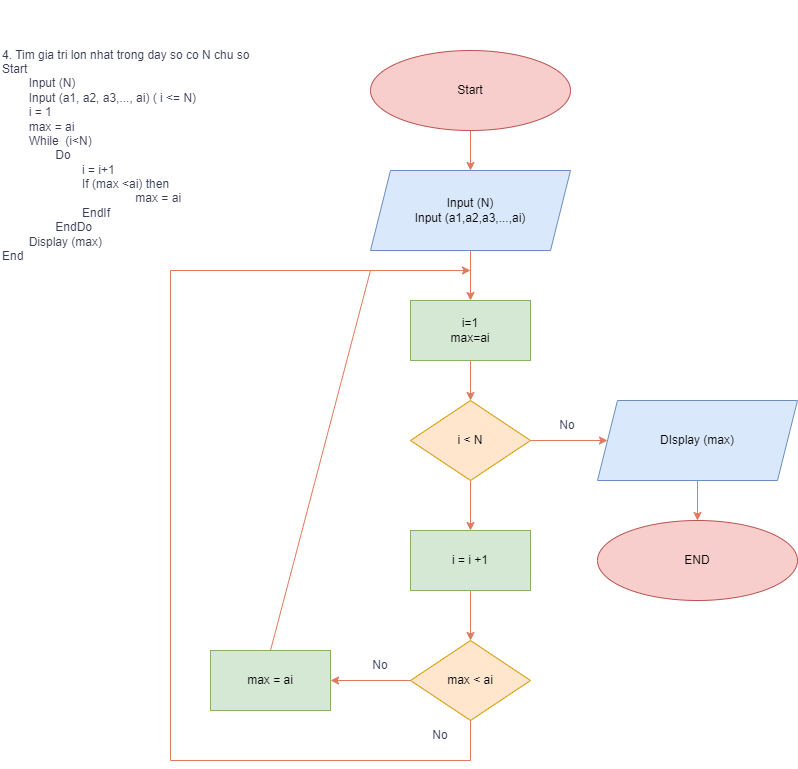 4. Tim gia tri lon nhat trong day so co N chu so
Start
Input (N)
Input (a1, a2, a3,..., ai) ( i <= N)
i = 1
max = ai
While (i<N)
Do
i = i+1
If (max <ai) then
max = ai
EndIf
EndDo
Display (max)
End
Start
Input (N)
Input (a1,a2,a3,...,ai)
i=1
max=ai
i < N
No
DIsplay (max)
i = i +1
END
max < ai
No
max = ai
No